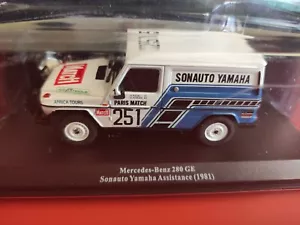 SONAUTO YAMAHA
AFRICA TOURS
PARIS MATCH
251
Mercedes-Benz 280 GE
Sonauto Yamaha Assistance (1981)